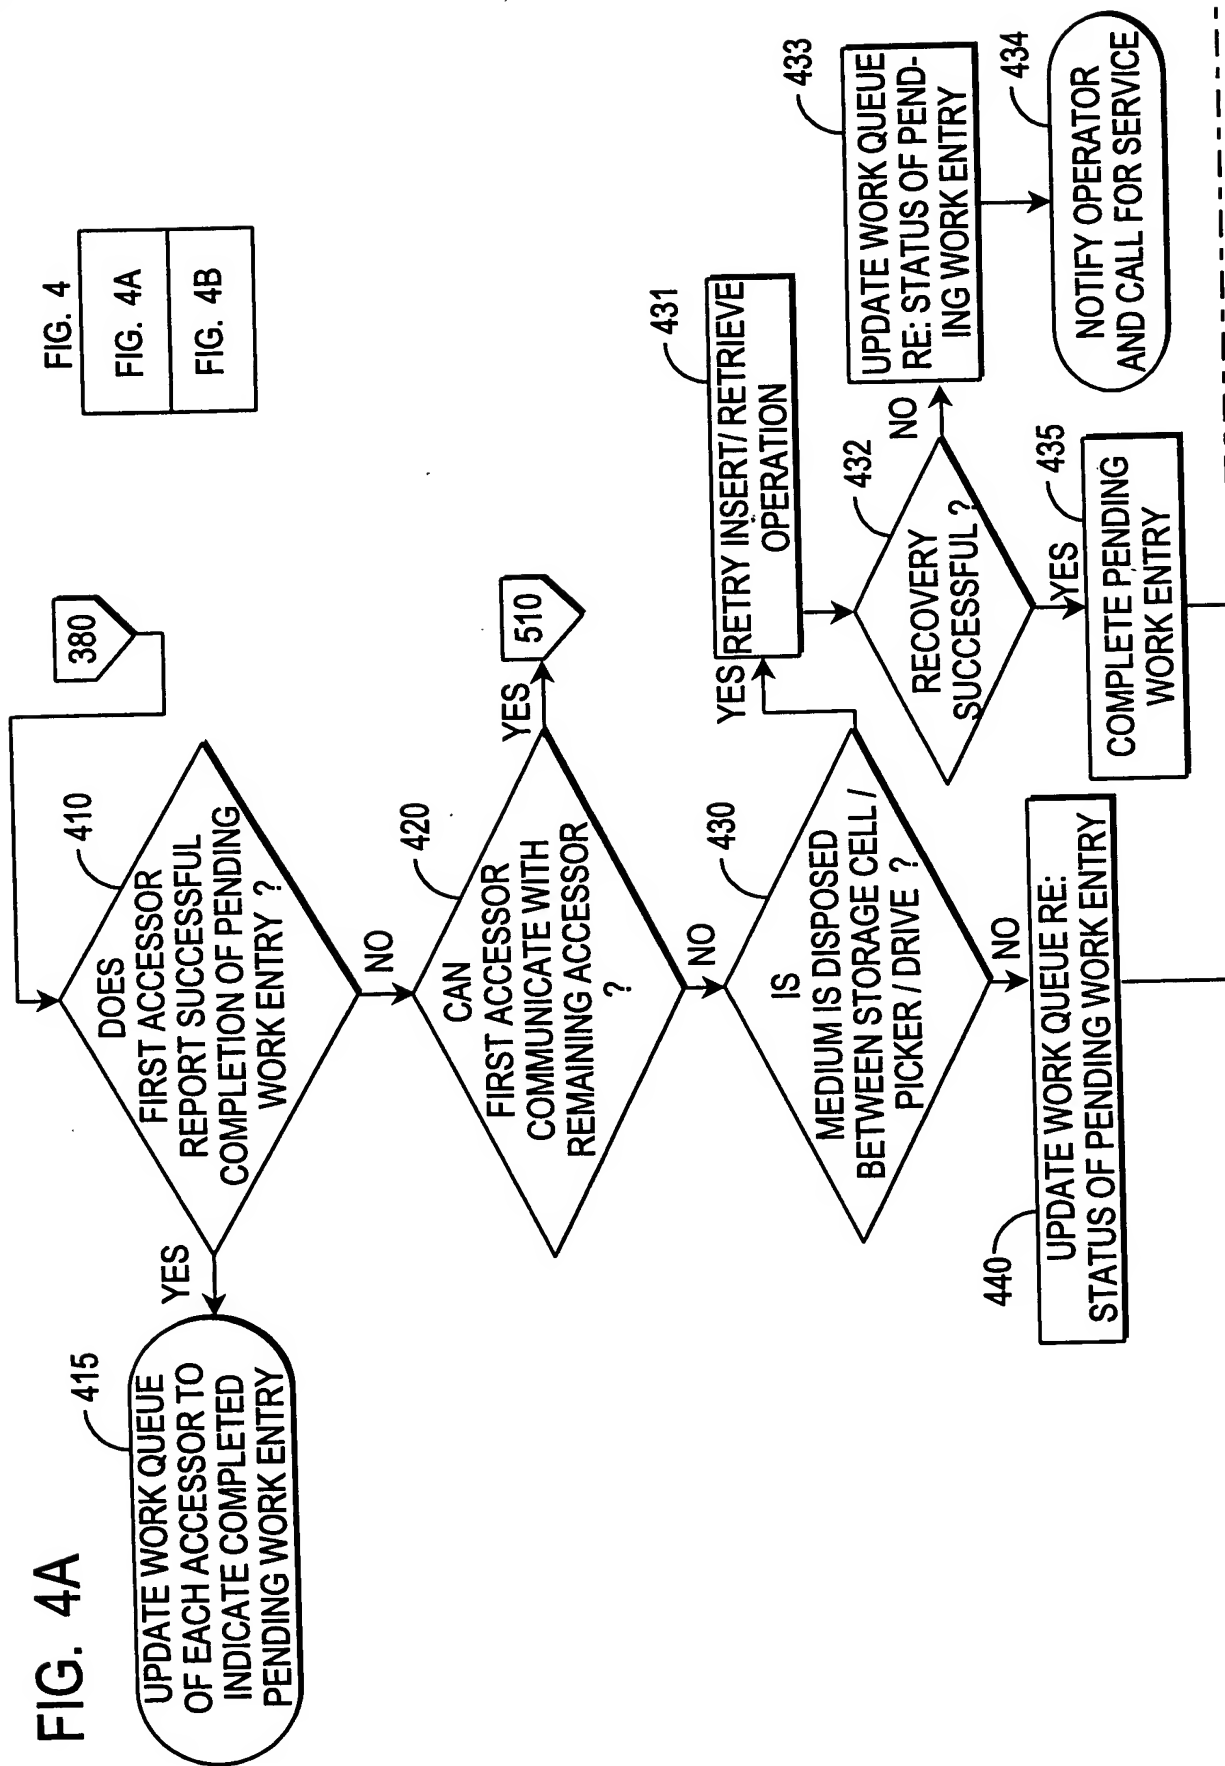 FIG. 4A
FIG. 4
FIG. 4A
FIG. 4B
380
410
DOES
FIRST ACCESSOR
REPORT SUCCESSFUL
COMPLETION OF PENDING
WORK ENTRY ?
YES
415
UPDATE WORK QUEUE
OF EACH ACCESSOR TO
INDICATE COMPLETED
PENDING WORK ENTRY
NO
420
CAN
FIRST ACCESSOR
COMMUNICATE WITH
REMAINING ACCESSOR
?
YES
510
NO
430
IS
MEDIUM IS DISPOSED
BETWEEN STORAGE CELL /
PICKER / DRIVE ?
YES
431
RETRY INSERT/ RETRIEVE
OPERATION
432
RECOVERY
SUCCESSFUL ?
NO
433
UPDATE WORK QUEUE
RE: STATUS OF PEND-
ING WORK ENTRY
434
NOTIFY OPERATOR
AND CALL FOR SERVICE
YES
435
COMPLETE PENDING
WORK ENTRY
NO
440
UPDATE WORK QUEUE RE:
STATUS OF PENDING WORK ENTRY